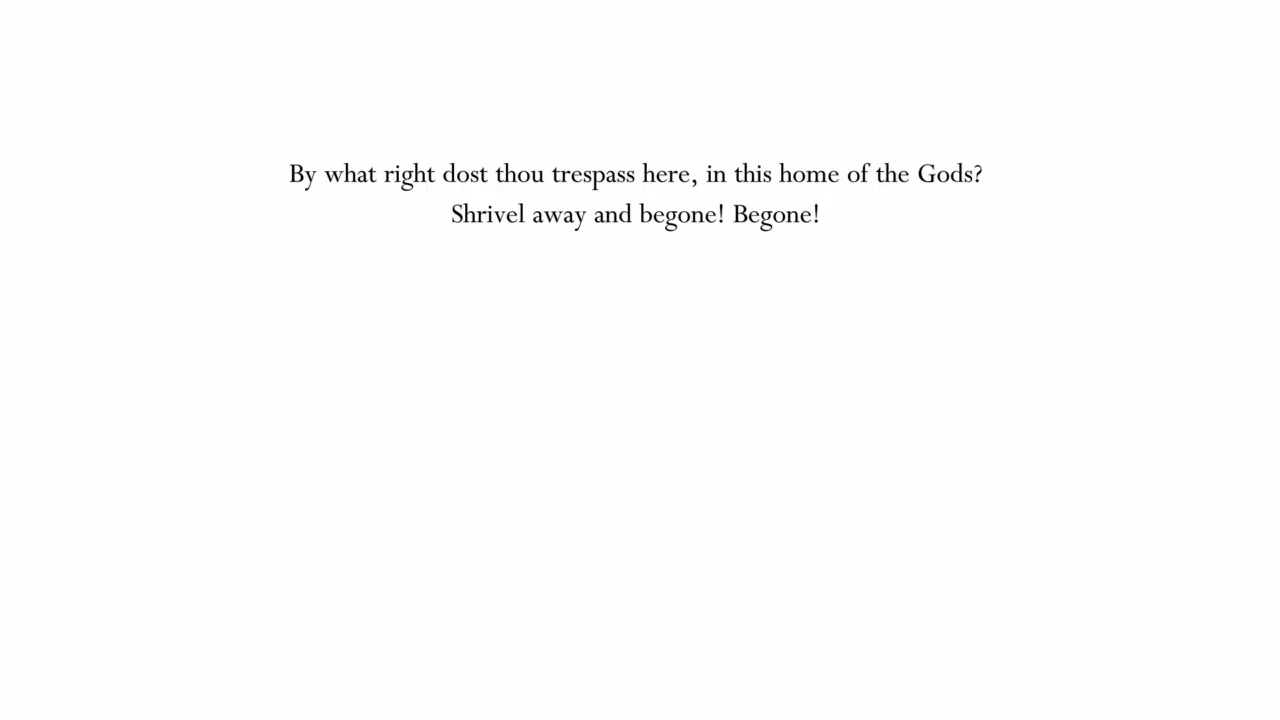 By what right dost thou trespass here, in this home of the Gods?
Shrivel away and begone! Begone!